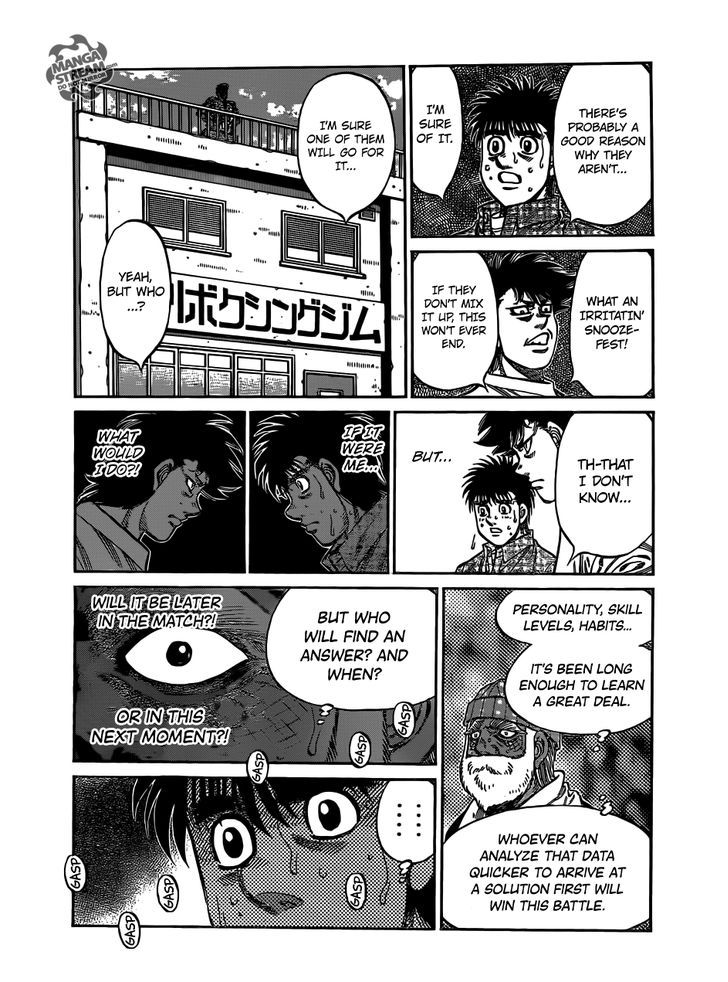 MANGA
STREAM
DO NOT MIRROR.COM
THERE'S
PROBABLY A
GOOD REASON
WHY THEY
AREN'T...
I'M
SURE
OF IT.
I'M SURE
ONE OF THEM
WILL GO FOR
IT...
YEAH,
BUT WHO
...?
ボクシングジム
WHAT AN
IRRITATIN'
SNOOZE-
FEST!
IF THEY
DON'T MIX
IT UP, THIS
WON'T EVER
END.
TH-THAT
I DON'T
KNOW...
BUT...
IF IT
WERE
ME...
WHAT
WOULD
I DO?!
PERSONALITY, SKILL
LEVELS, HABITS...
IT'S BEEN LONG
ENOUGH TO LEARN
A GREAT DEAL.
WHOEVER CAN
ANALYZE THAT DATA
QUICKER TO ARRIVE AT
A SOLUTION FIRST WILL
WIN THIS BATTLE.
BUT WHO
WILL FIND AN
ANSWER? AND
WHEN?
WILL IT BE LATER
IN THE MATCH?!
OR IN THIS
NEXT MOMENT?!
GASP
GASP
GASP
......
GASP
GASP
GASP
GASP